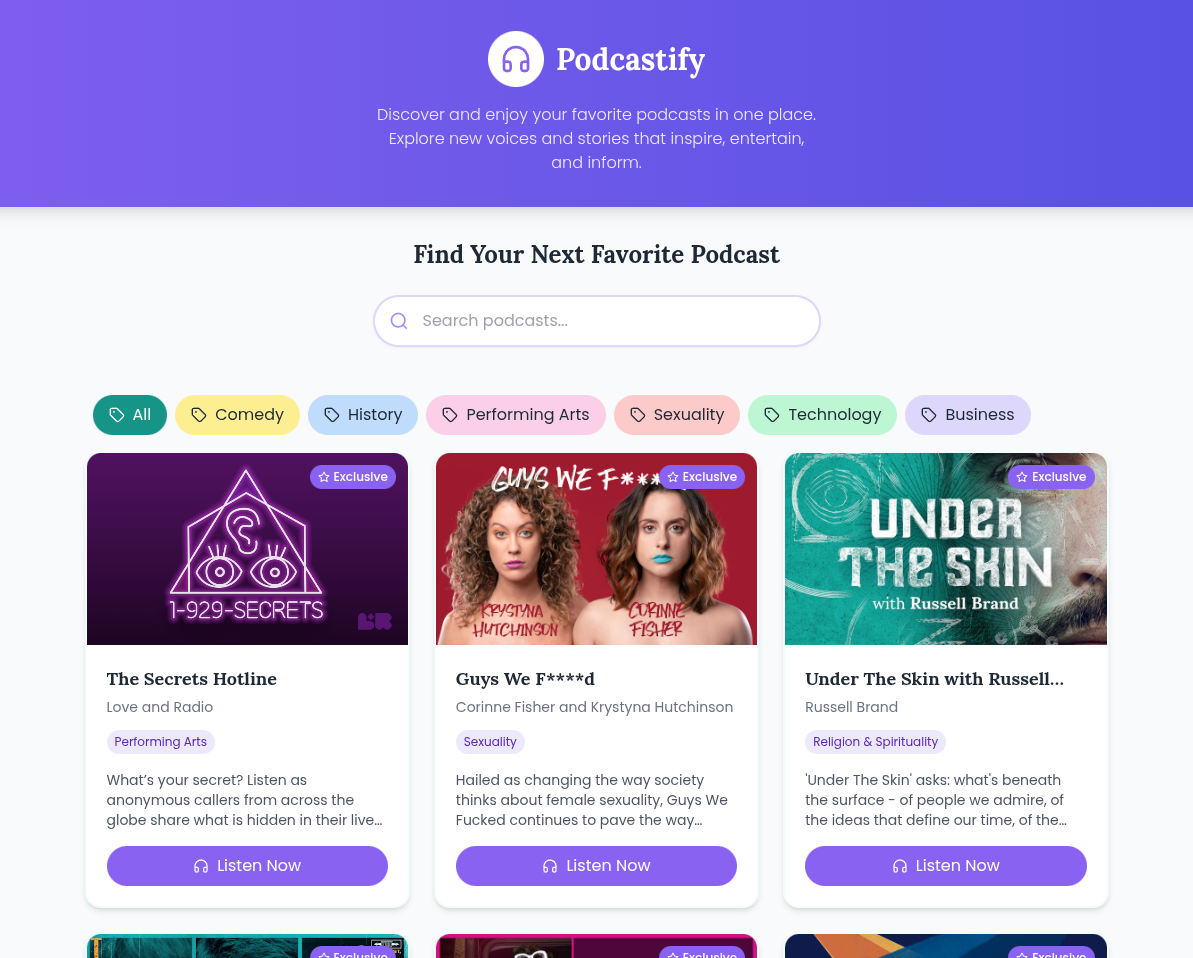 Podcastify
Discover and enjoy your favorite podcasts in one place.
Explore new voices and stories that inspire, entertain,
and inform.
Find Your Next Favorite Podcast
Search podcasts...
All
Comedy
History
Performing Arts
Sexuality
Technology
Business
Exclusive
1-929-SECRETS
The Secrets Hotline
Love and Radio
Performing Arts
What’s your secret? Listen as
anonymous callers from across the
globe share what is hidden in their live…
Listen Now
GUYS WE F***
Exclusive
KRYSTYNA
HUTCHINSON
CORINNE
FISHER
Guys We F****d
Corinne Fisher and Krystyna Hutchinson
Sexuality
Hailed as changing the way society
thinks about female sexuality, Guys We
Fucked continues to pave the way…
Listen Now
Exclusive
UNDER
THE SKIN
with Russell Brand
Under The Skin with Russell…
Russell Brand
Religion & Spirituality
'Under The Skin' asks: what's beneath
the surface - of people we admire, of
the ideas that define our time, of the…
Listen Now
Exclusive
Exclusive
Exclusive